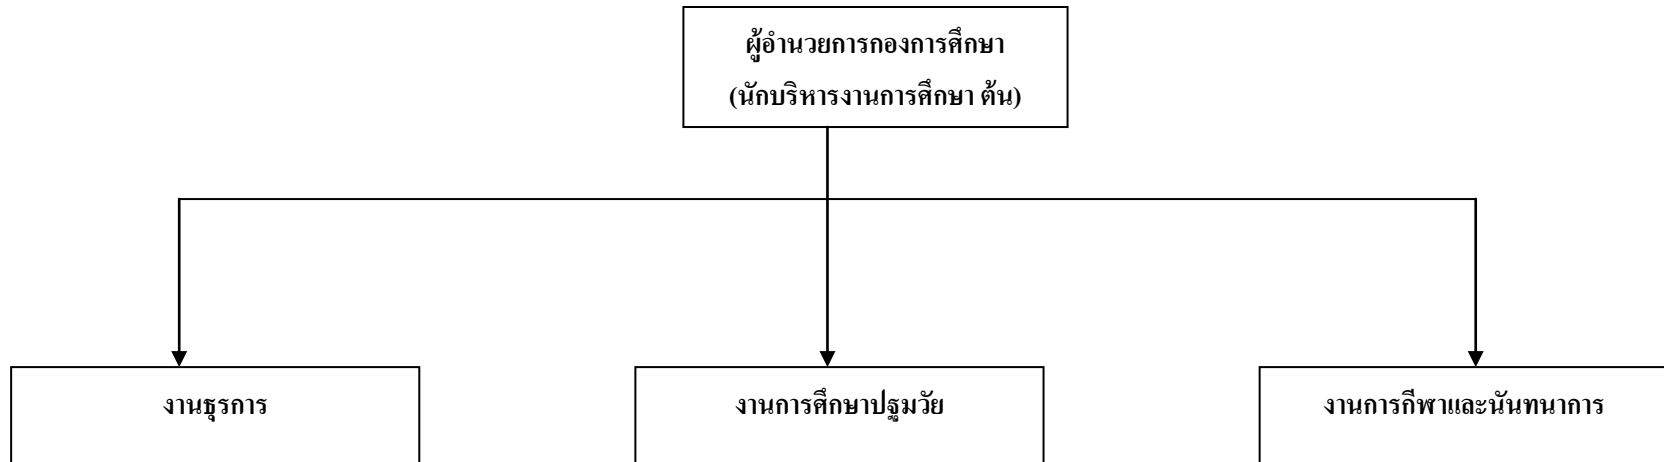 ผู้อำนวยการกองการศึกษา
(นักบริหารงานการศึกษา ต้น)
งานธุรการ
งานการศึกษาปฐมวัย
งานการกีฬาและนันทนาการ